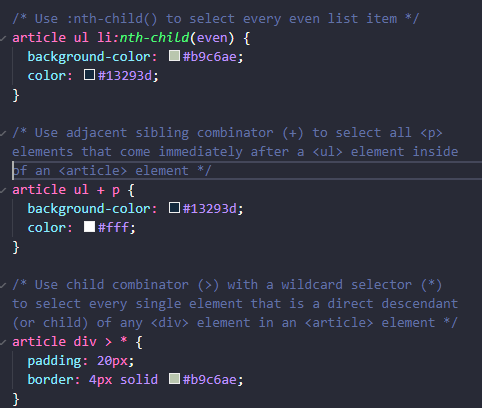 /* Use :nth-child() to select every even list item */
article ul li:nth-child(even) {
background-color: #b9c6ae;
color: #13293d;
}
/* Use adjacent sibling combinator (+) to select all <p>
elements that come immediately after a <ul> element inside
of an <article> element */
article ul + p {
background-color: #13293d;
color: #fff;
}
/* Use child combinator (>) with a wildcard selector (*)
to select every single element that is a direct descendant
(or child) of any <div> element in an <article> element */
article div > * {
padding: 20px;
border: 4px solid #b9c6ae;
}